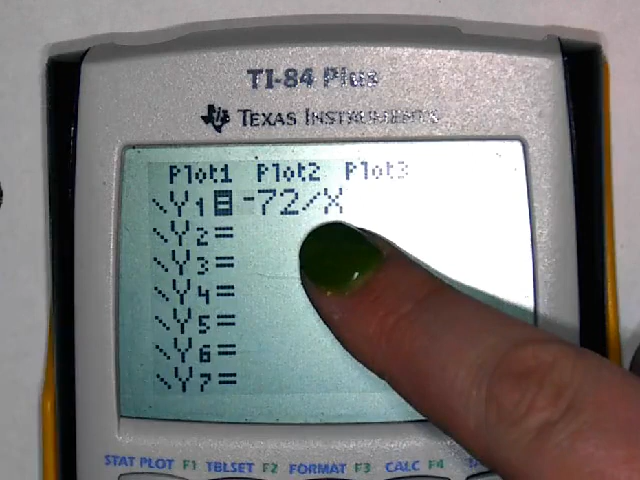 TI-84 Plus
TEXAS INSTRUMENTS
Plot1 Plot2 Plot3
\Y1=-72/X
\Y2=
\Y3=
\Y4=
\Y5=
\Y6=
\Y7=
STAT PLOT F1 TBLSET F2 FORMAT F3 CALC F4